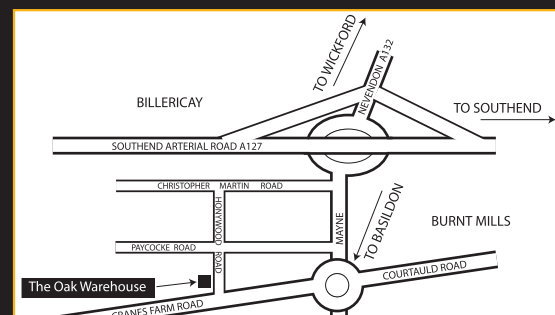 TO WICKFORD
NEVENDON A132
BILLERICAY
TO SOUTHEND
SOUTHEND ARTERIAL ROAD A127
CHRISTOPHER MARTIN ROAD
HONYWOOD ROAD
MAYNE
TO BASILDON
BURNT MILLS
PAYCOCKE ROAD
COURTAULD ROAD
The Oak Warehouse
CRANES FARM ROAD